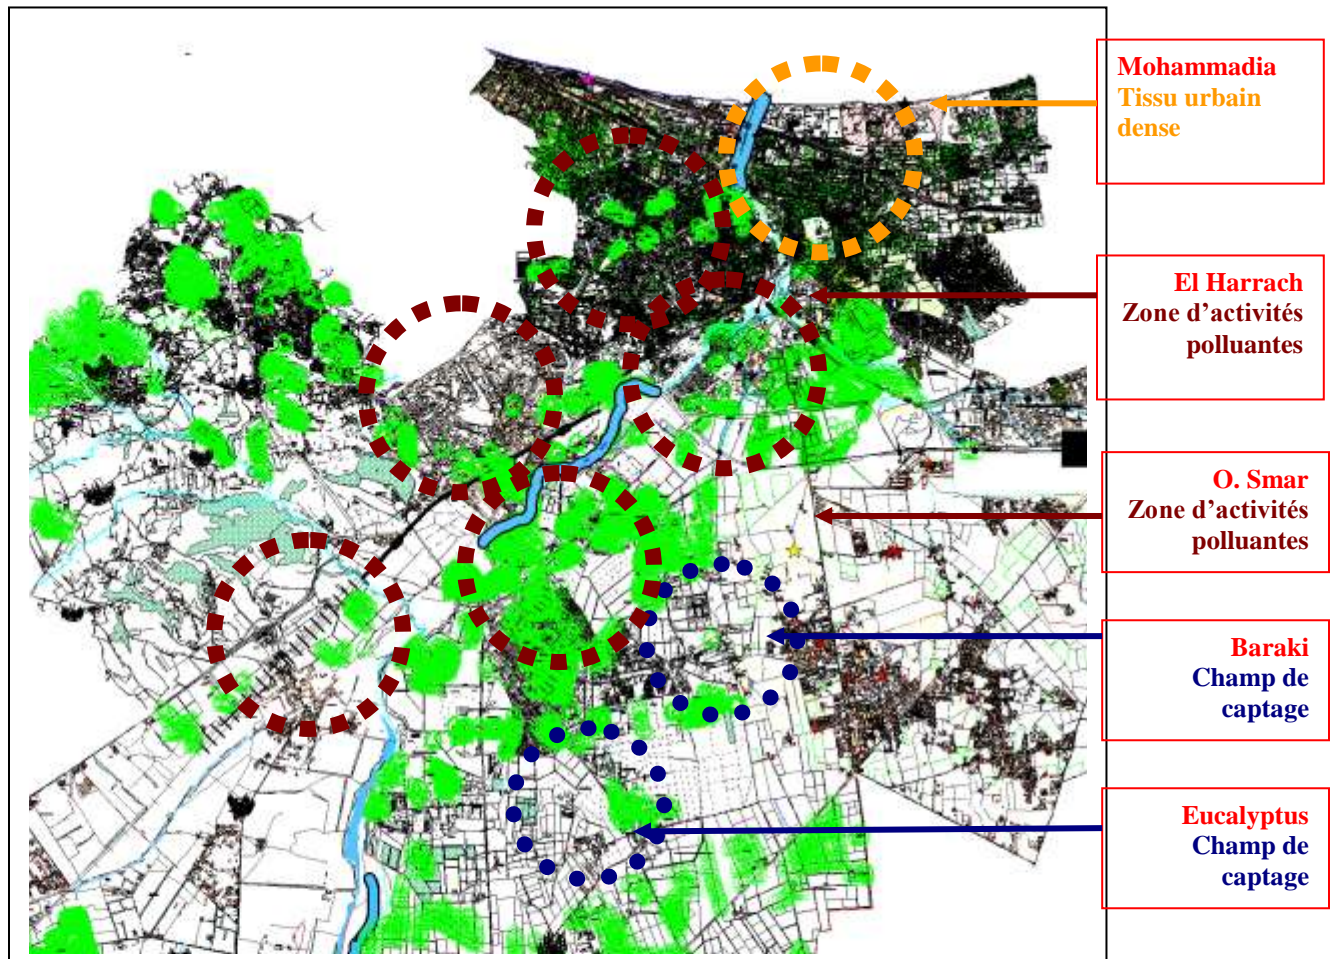 Mohammadia
Tissu urbain
dense
El Harrach
Zone d’activités
polluantes
O. Smar
Zone d’activités
polluantes
Baraki
Champ de
captage
Eucalyptus
Champ de
captage